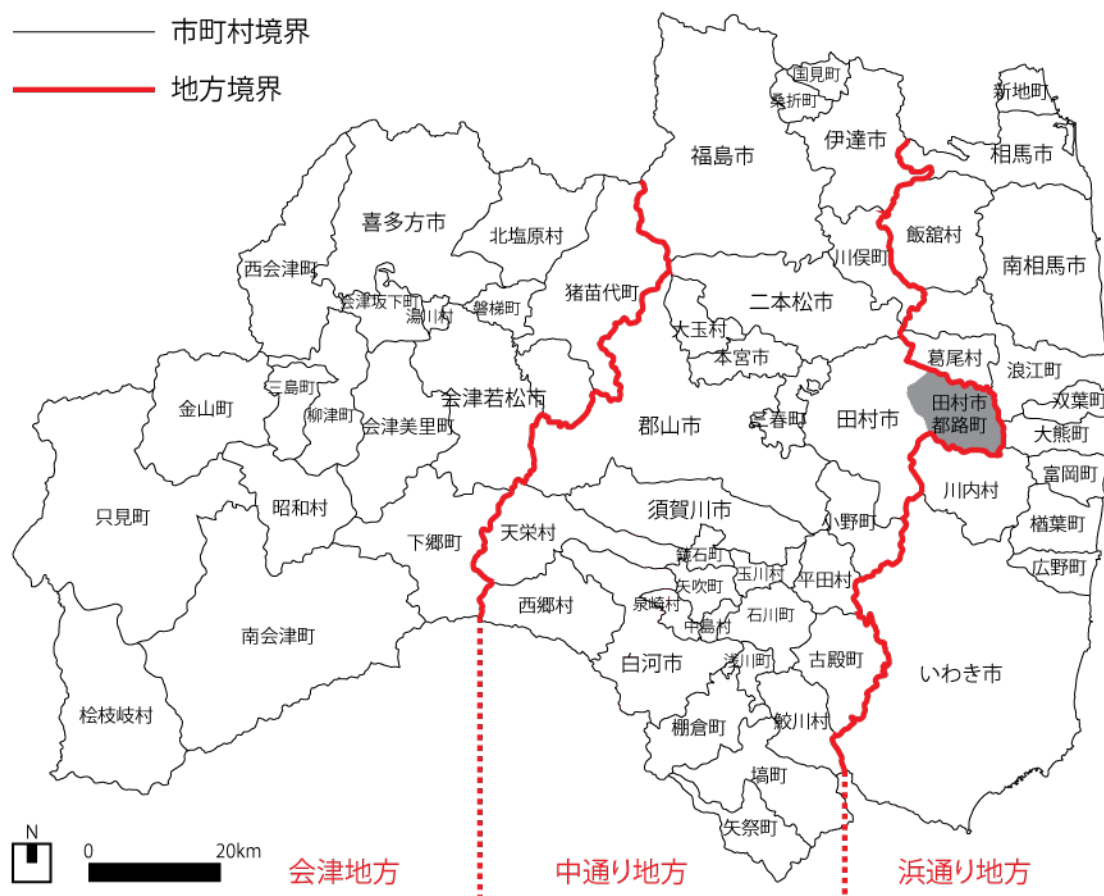 市町村境界
地方境界
国見町
桑折町
新地町
伊達市
相馬市
福島市
喜多方市
北塩原村
飯舘村
西会津町
川俣町
南相馬市
猪苗代町
会津坂下町
湯川村
磐梯町
二本松市
大玉村
本宮市
葛尾村
浪江町
三島町
金山町
柳津町
会津若松市
会津美里町
郡山市
三春町
田村市
田村市
都路町
双葉町
大熊町
富岡町
川内村
只見町
昭和村
須賀川市
小野町
楢葉町
下郷町
天栄村
鏡石町
玉川村
平田村
広野町
矢吹町
西郷村
泉崎村
中島村
石川町
南会津町
白河市
浅川町
古殿町
いわき市
桧枝岐村
棚倉町
鮫川村
塙町
矢祭町
N
0 20km
会津地方
中通り地方
浜通り地方